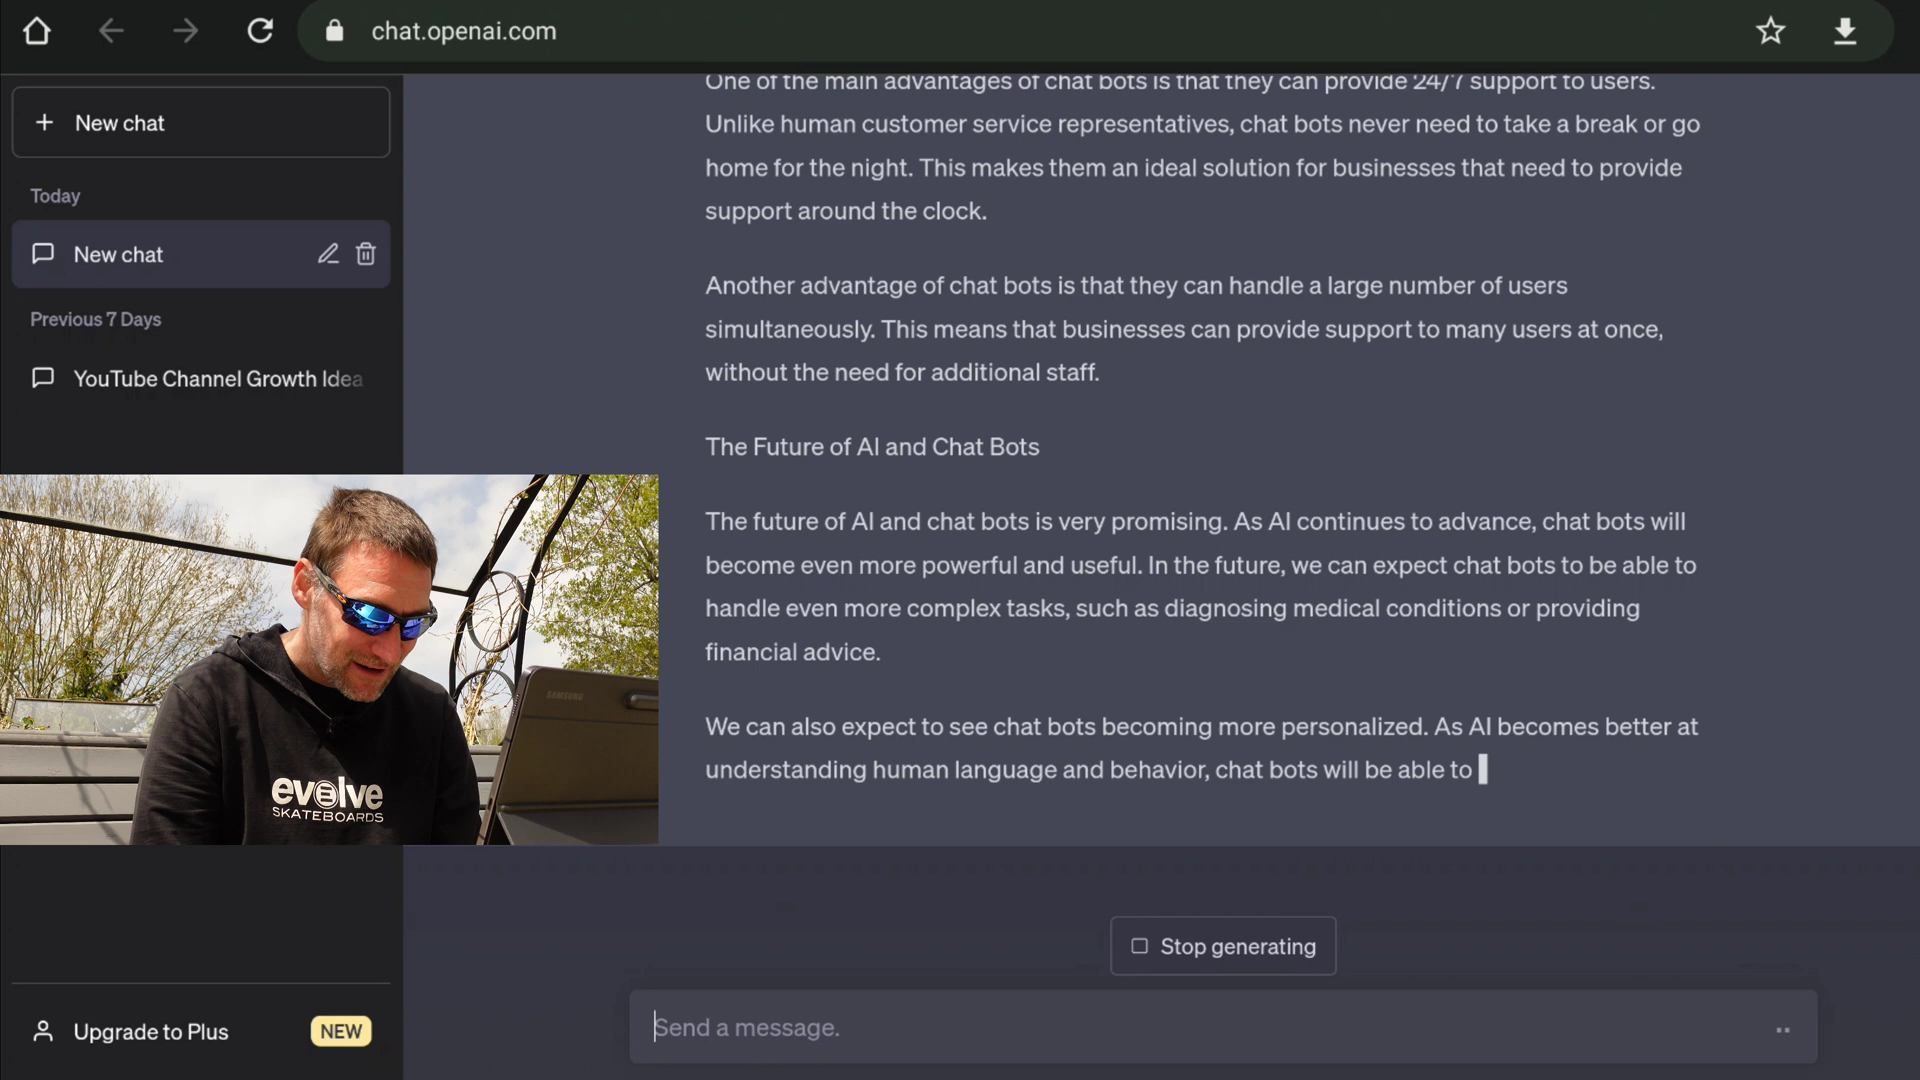 chat.openai.com
New chat
Today
New chat
Previous 7 Days
YouTube Channel Growth Idea
One of the main advantages of chat bots is that they can provide 24/7 support to users.
Unlike human customer service representatives, chat bots never need to take a break or go
home for the night. This makes them an ideal solution for businesses that need to provide
support around the clock.
Another advantage of chat bots is that they can handle a large number of users
simultaneously. This means that businesses can provide support to many users at once,
without the need for additional staff.
The Future of AI and Chat Bots
The future of AI and chat bots is very promising. As AI continues to advance, chat bots will
become even more powerful and useful. In the future, we can expect chat bots to be able to
handle even more complex tasks, such as diagnosing medical conditions or providing
financial advice.
We can also expect to see chat bots becoming more personalized. As AI becomes better at
understanding human language and behavior, chat bots will be able to
SAMSUNG
evolve
SKATEBOARDS
Stop generating
Send a message.
Upgrade to Plus
NEW